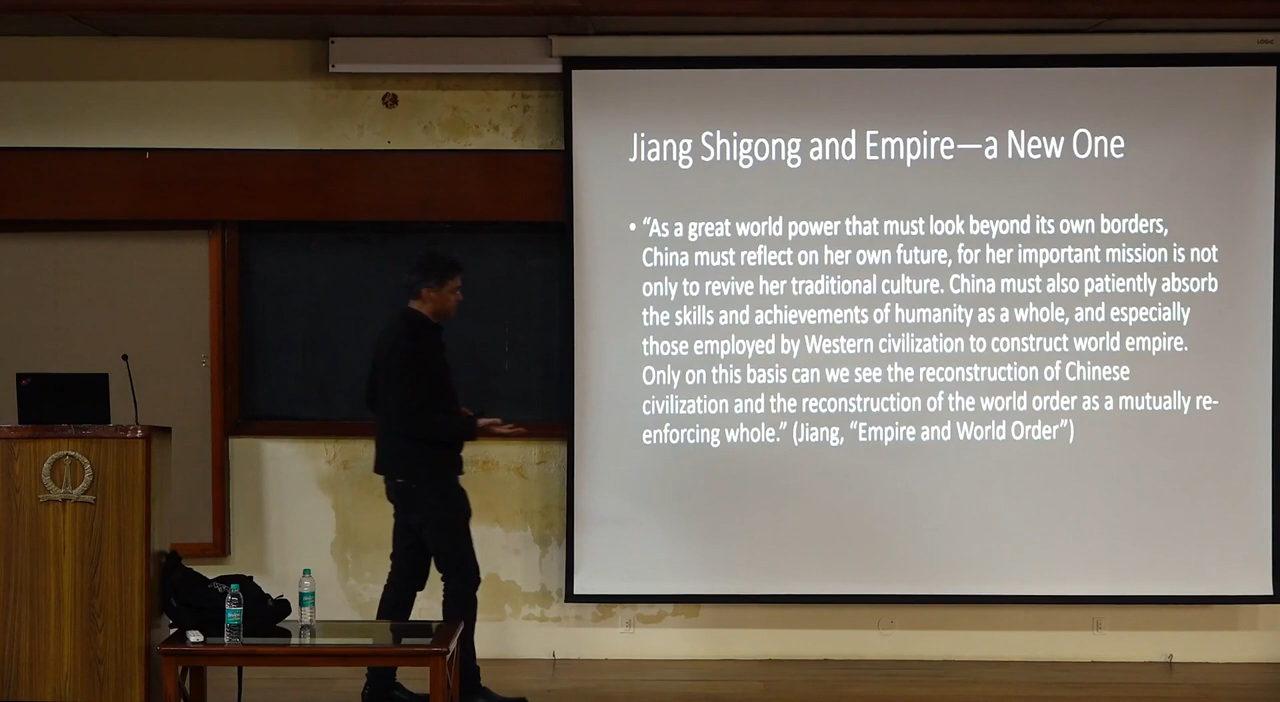 Jiang Shigong and Empire—a New One
• “As a great world power that must look beyond its own borders,
China must reflect on her own future, for her important mission is not
only to revive her traditional culture. China must also patiently absorb
the skills and achievements of humanity as a whole, and especially
those employed by Western civilization to construct world empire.
Only on this basis can we see the reconstruction of Chinese
civilization and the reconstruction of the world order as a mutually re-
enforcing whole.” (Jiang, “Empire and World Order”)